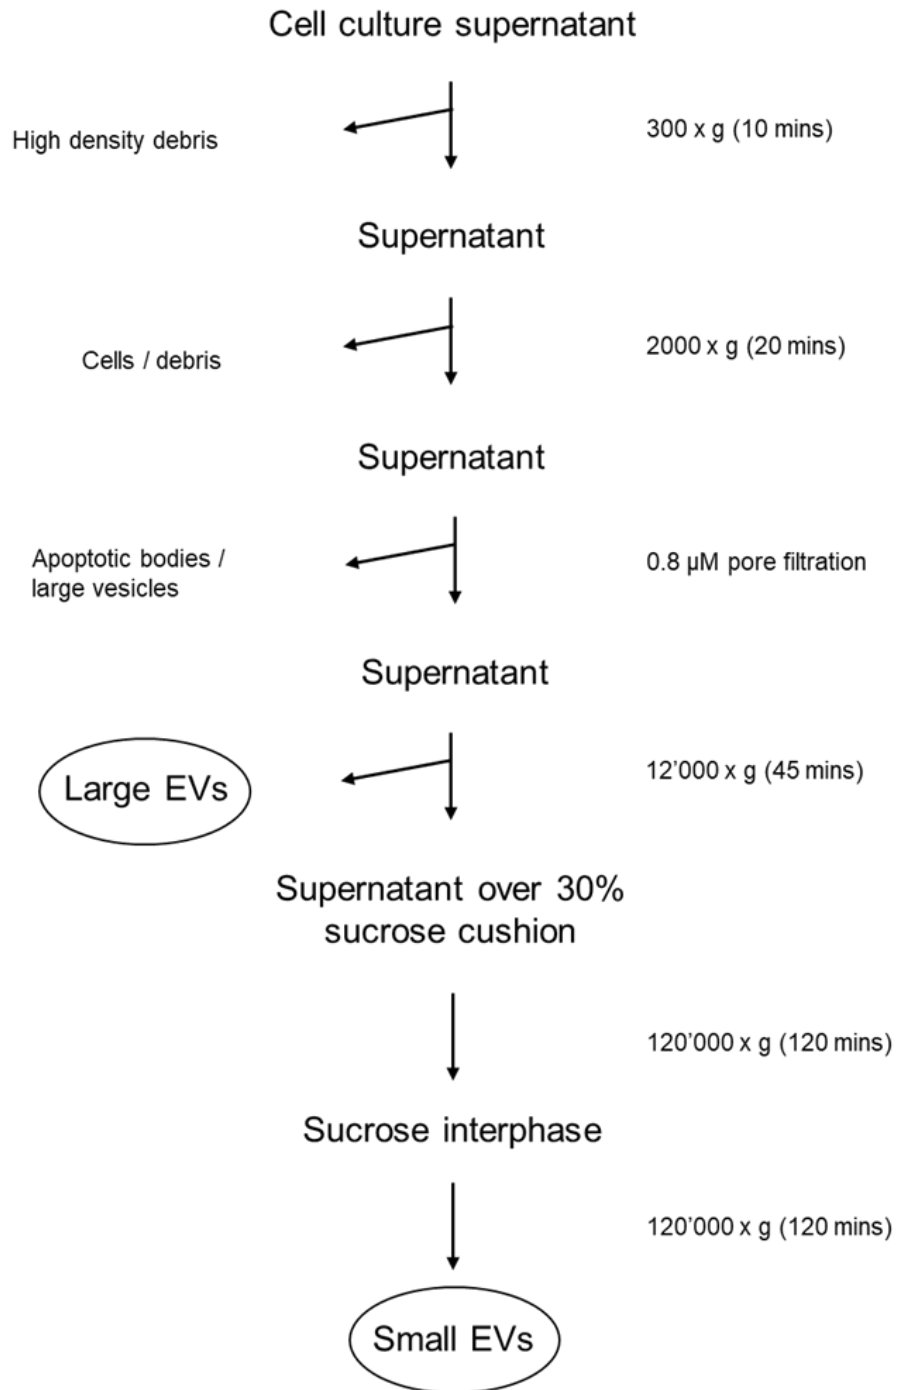 Cell culture supernatant
High density debris
300 x g (10 mins)
Supernatant
Cells / debris
2000 x g (20 mins)
Supernatant
Apoptotic bodies /
large vesicles
0.8 µM pore filtration
Supernatant
Large EVs
12’000 x g (45 mins)
Supernatant over 30%
sucrose cushion
120’000 x g (120 mins)
Sucrose interphase
120’000 x g (120 mins)
Small EVs